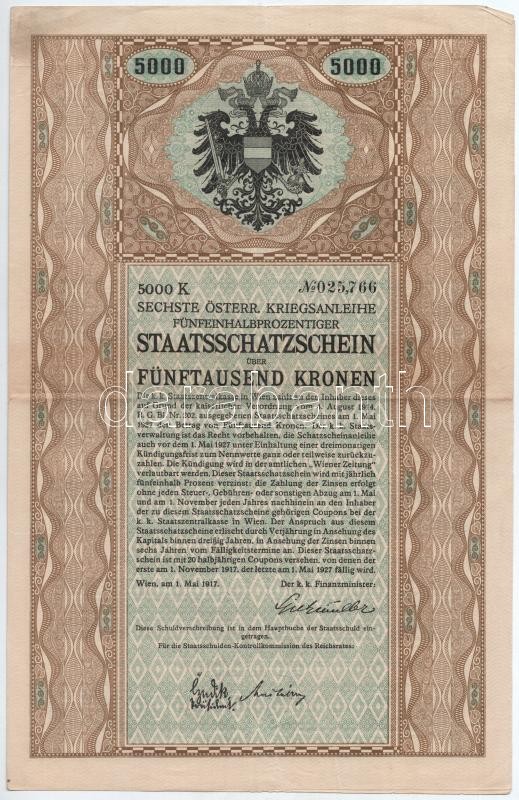 5000 5000
5000 K № 025,766
SECHSTE ÖSTERR. KRIEGSANLEIHE
FÜNFEINHALBPROZENTIGER
STAATSSCHATZSCHEIN
ÜBER
FÜNFTAUSEND KRONEN
Die k. k. Staatszentralkasse in Wien zahlt an den Inhaber dieses
auf Grund der kaiserlichen Verordnung vom 4. August 1914,
R. G. Bl. Nr. 202, ausgegebenen Staatsschatzscheines am 1. Mai
1927 den Betrag von Fünftausend Kronen. Der k. k. Staats-
verwaltung ist das Recht vorbehalten, die Schatzscheinanleihe
auch vor dem 1. Mai 1927 unter Einhaltung einer dreimonatigen
Kündigungsfrist zum Nennwerte ganz oder teilweise zurückzu-
zahlen. Die Kündigung wird in der amtlichen „Wiener Zeitung“
verlautbart werden. Dieser Staatsschatzschein wird mit jährlich
fünfeinhalb Prozent verzinst: die Zahlung der Zinsen erfolgt
ohne jeden Steuer-, Gebühren- oder sonstigen Abzug am 1. Mai
und am 1. November jeden Jahres nachhinein an den Inhaber
der zu diesem Staatsschatzscheine gehörigen Coupons bei der
k. k. Staatszentralkasse in Wien. Der Anspruch aus diesem
Staatsschatzscheine erlischt durch Verjährung in Ansehung des
Kapitals binnen dreißig Jahren, in Ansehung der Zinsen binnen
sechs Jahren vom Fälligkeitstermine an. Dieser Staatsschatz-
schein ist mit 20 halbjährigen Coupons versehen, von denen der
erste am 1. November 1917, der letzte am 1. Mai 1927 fällig wird.
Wien, am 1. Mai 1917. Der k. k. Finanzminister:
Diese Schuldverschreibung ist in dem Hauptbuche der Staatsschuld ein-
getragen.
Für die Staatsschulden-Kontrollkommission des Reichsrates:
darabanth.com